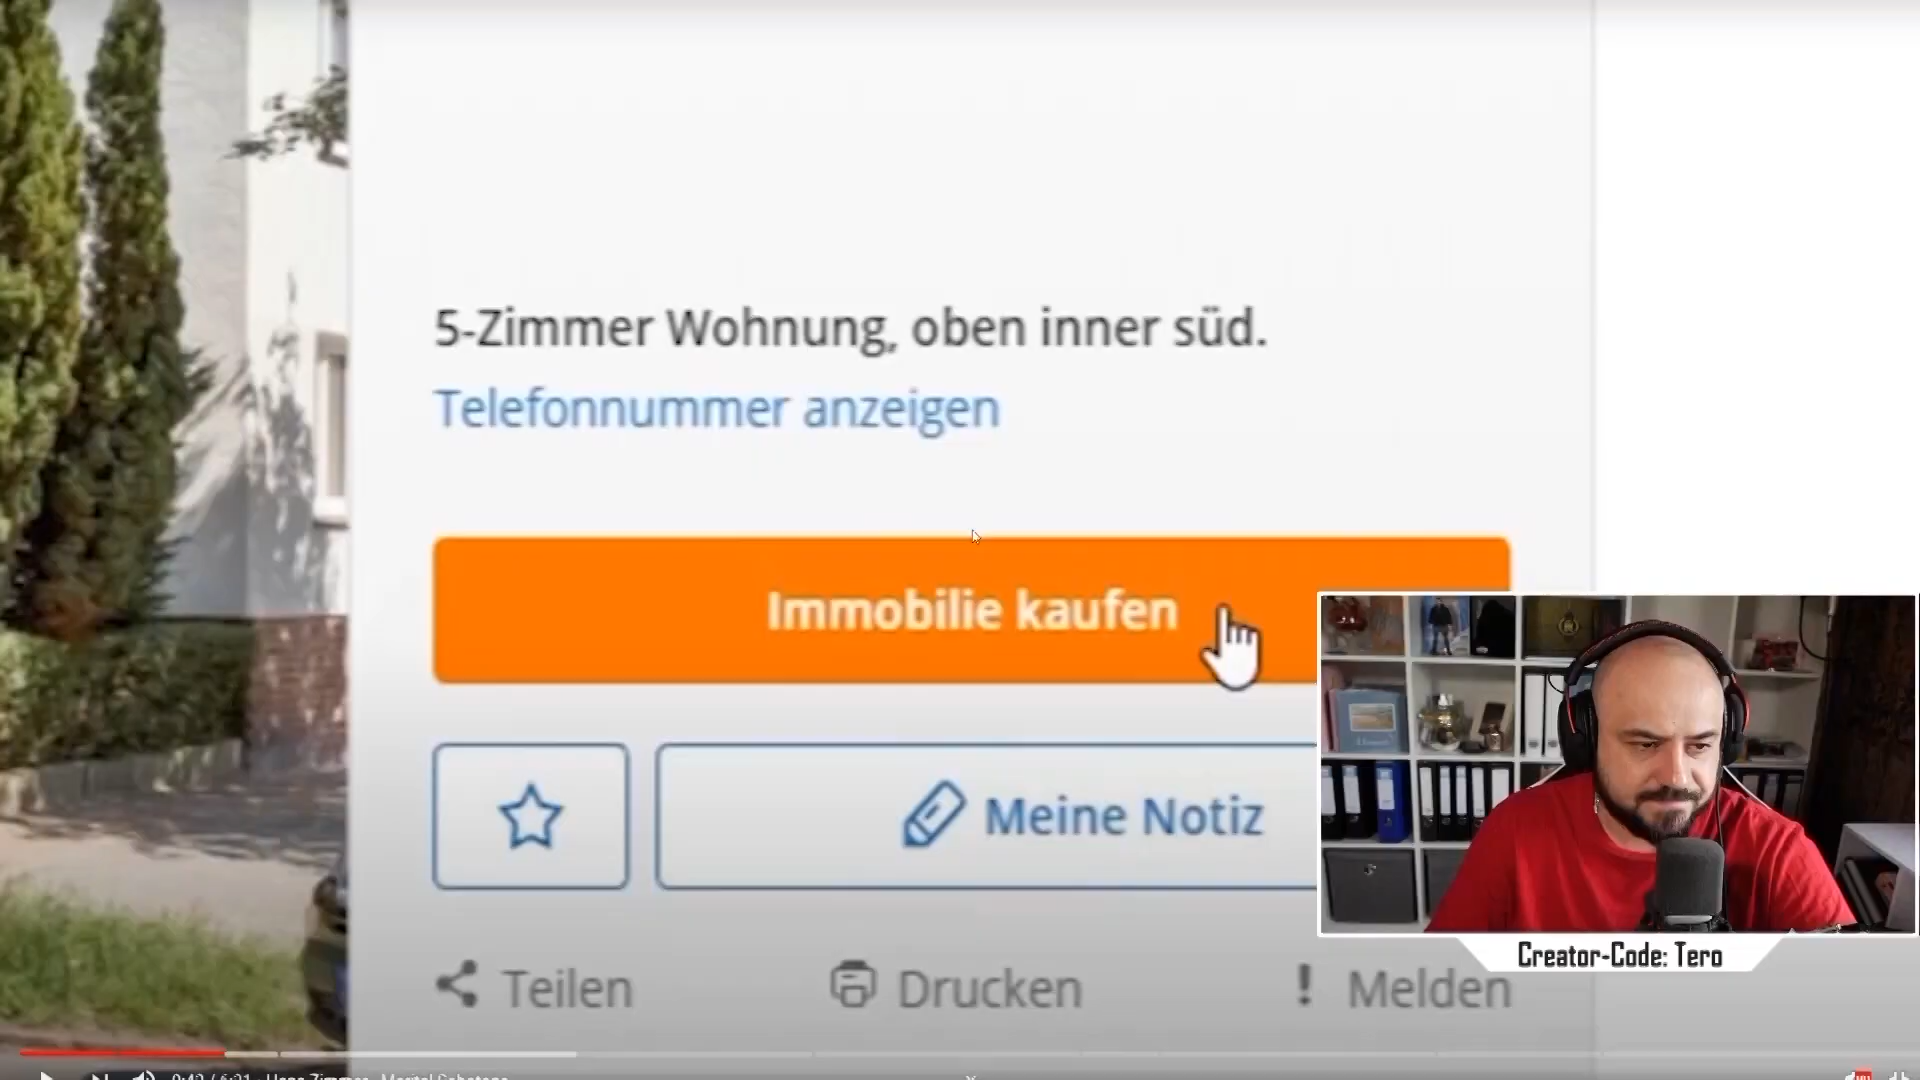 5-Zimmer Wohnung, oben inner süd.
Telefonnummer anzeigen
Immobilie kaufen
Meine Notiz
Teilen
Drucken
Melden
Creator-Code: Tero